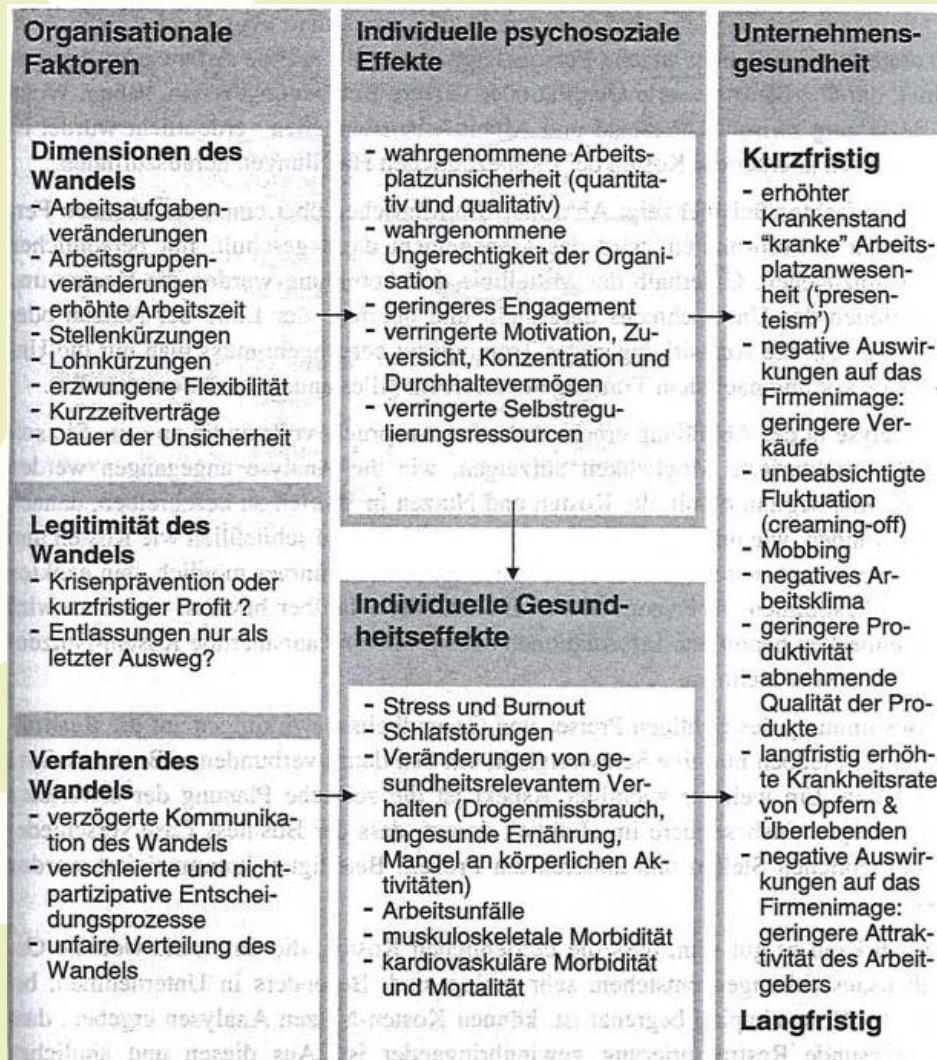 Organisationale
Faktoren
Dimensionen des
Wandels
- Arbeitsaufgaben-
veränderungen
- Arbeitsgruppen-
veränderungen
- erhöhte Arbeitszeit
- Stellenkürzungen
- Lohnkürzungen
- erzwungene Flexibilität
- Kurzzeitverträge
- Dauer der Unsicherheit
Legitimität des
Wandels
- Krisenprävention oder
kurzfristiger Profit ?
- Entlassungen nur als
letzter Ausweg?
Verfahren des
Wandels
- verzögerte Kommunika-
tion des Wandels
- verschleierte und nicht-
partizipative Entschei-
dungsprozesse
- unfaire Verteilung des
Wandels
Individuelle psychosoziale
Effekte
- wahrgenommene Arbeits-
platzunsicherheit (quantita-
tiv und qualitativ)
- wahrgenommene
Ungerechtigkeit der Organi-
sation
- geringeres Engagement
- verringerte Motivation, Zu-
versicht, Konzentration und
Durchhaltevermögen
- verringerte Selbstregu-
lierungsressourcen
Individuelle Gesund-
heitseffekte
- Stress und Burnout
- Schlafstörungen
- Veränderungen von ge-
sundheitsrelevantem Ver-
halten (Drogenmissbrauch,
ungesunde Ernährung,
Mangel an körperlichen Ak-
tivitäten)
- Arbeitsunfälle
- muskuloskeletale Morbidität
- kardiovaskuläre Morbidität
und Mortalität
Unternehmens-
gesundheit
Kurzfristig
- erhöhter
Krankenstand
- "kranke" Arbeits-
platzanwesen-
heit ('presen-
teism')
- negative Auswir-
kungen auf das
Firmenimage:
geringere Ver-
käufe
- unbeabsichtigte
Fluktuation
(creaming-off)
- Mobbing
- negatives Ar-
beitsklima
- geringere Pro-
duktivität
- abnehmende
Qualität der Pro-
dukte
- langfristig erhöh-
te Krankheitsrate
von Opfern &
Überlebenden
- negative Auswir-
kungen auf das
Firmenimage:
geringere Attrak-
tivität des Arbeit-
gebers
Langfristig